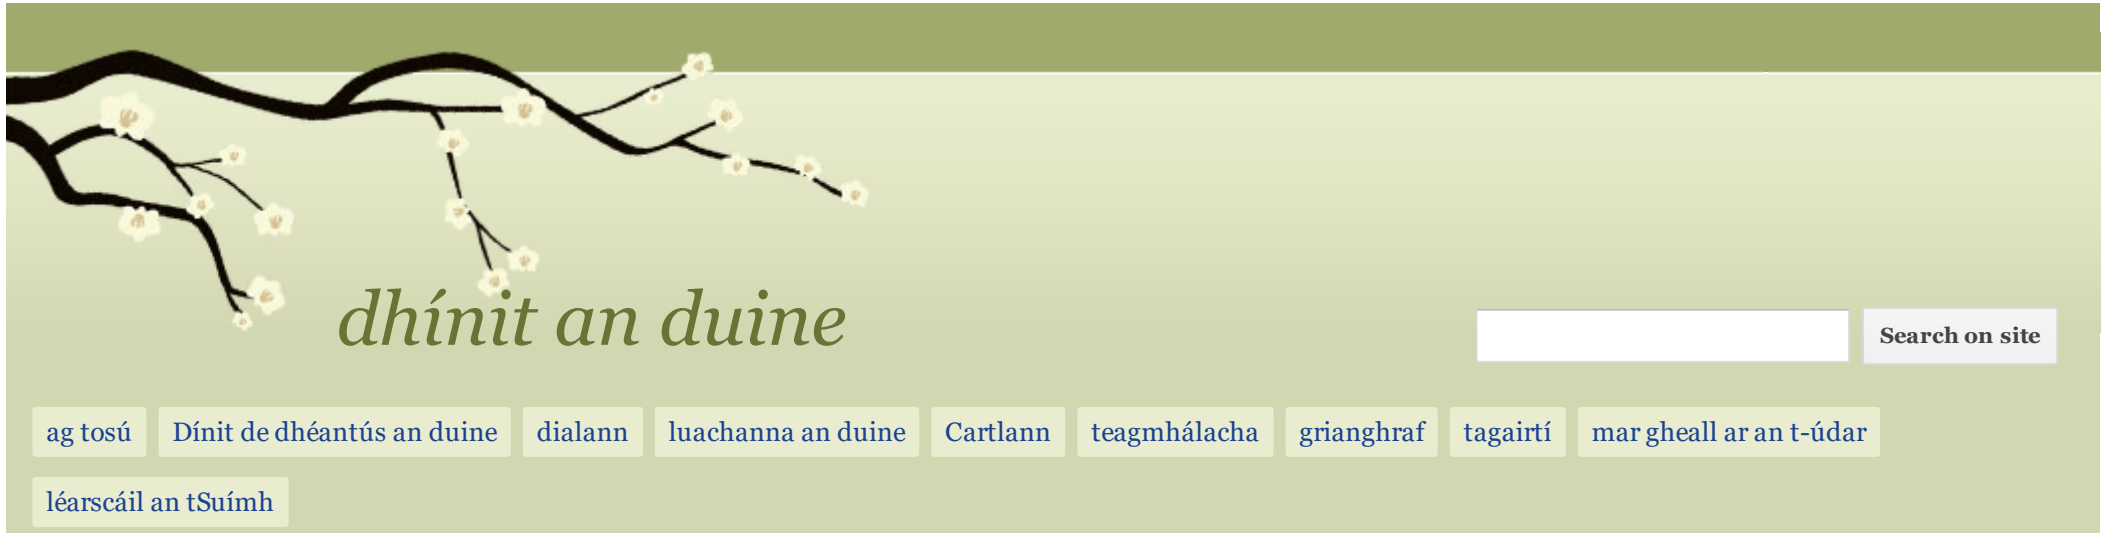 dhínit an duine
Search on site
ag tosú Dínit de dhéantús an duine dialann luachanna an duine Cartlann teagmhálacha grianghraf tagairtí mar gheall ar an t-údar
léarscáil an tSuímh